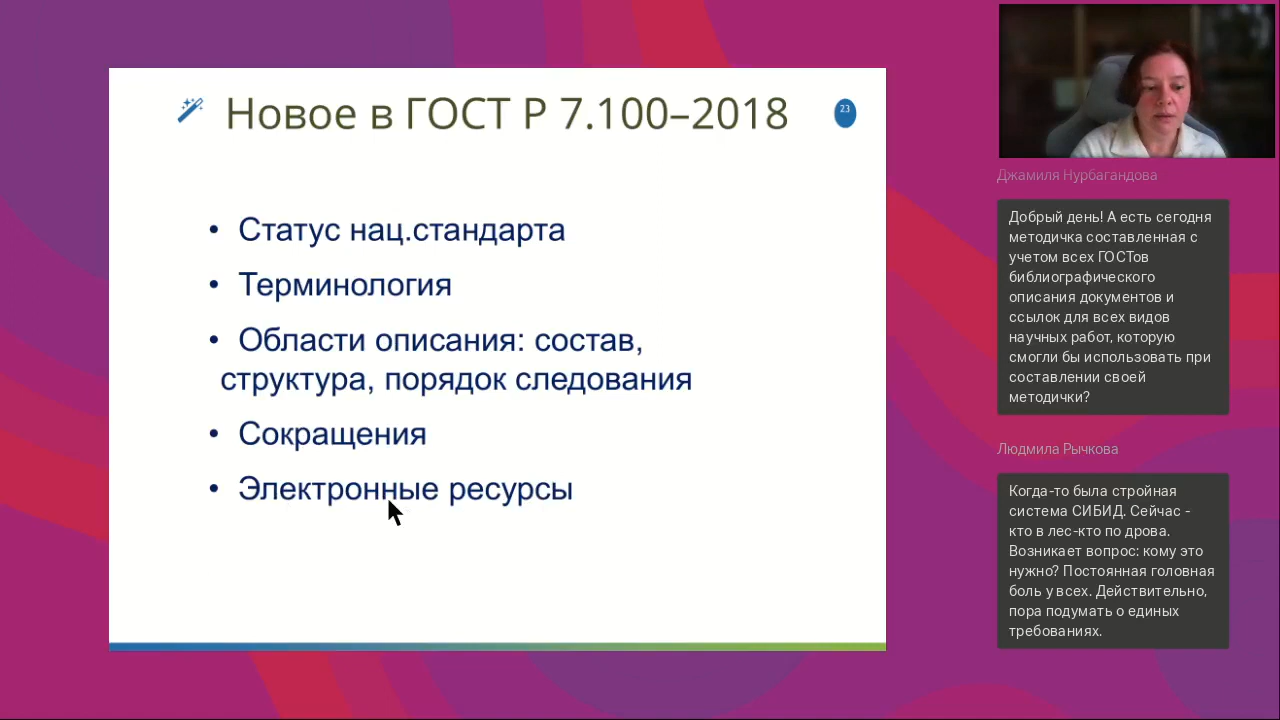 Новое в ГОСТ Р 7.100–2018
23
• Статус нац.стандарта
• Терминология
• Области описания: состав,
структура, порядок следования
• Сокращения
• Электронные ресурсы
Джамиля Нурбагандова
Добрый день! А есть сегодня
методичка составленная с
учетом всех ГОСТов
библиографического
описания документов и
ссылок для всех видов
научных работ, которую
смогли бы использовать при
составлении своей
методички?
Людмила Рычкова
Когда-то была стройная
система СИБИД. Сейчас -
кто в лес-кто по дрова.
Возникает вопрос: кому это
нужно? Постоянная головная
боль у всех. Действительно,
пора подумать о единых
требованиях.